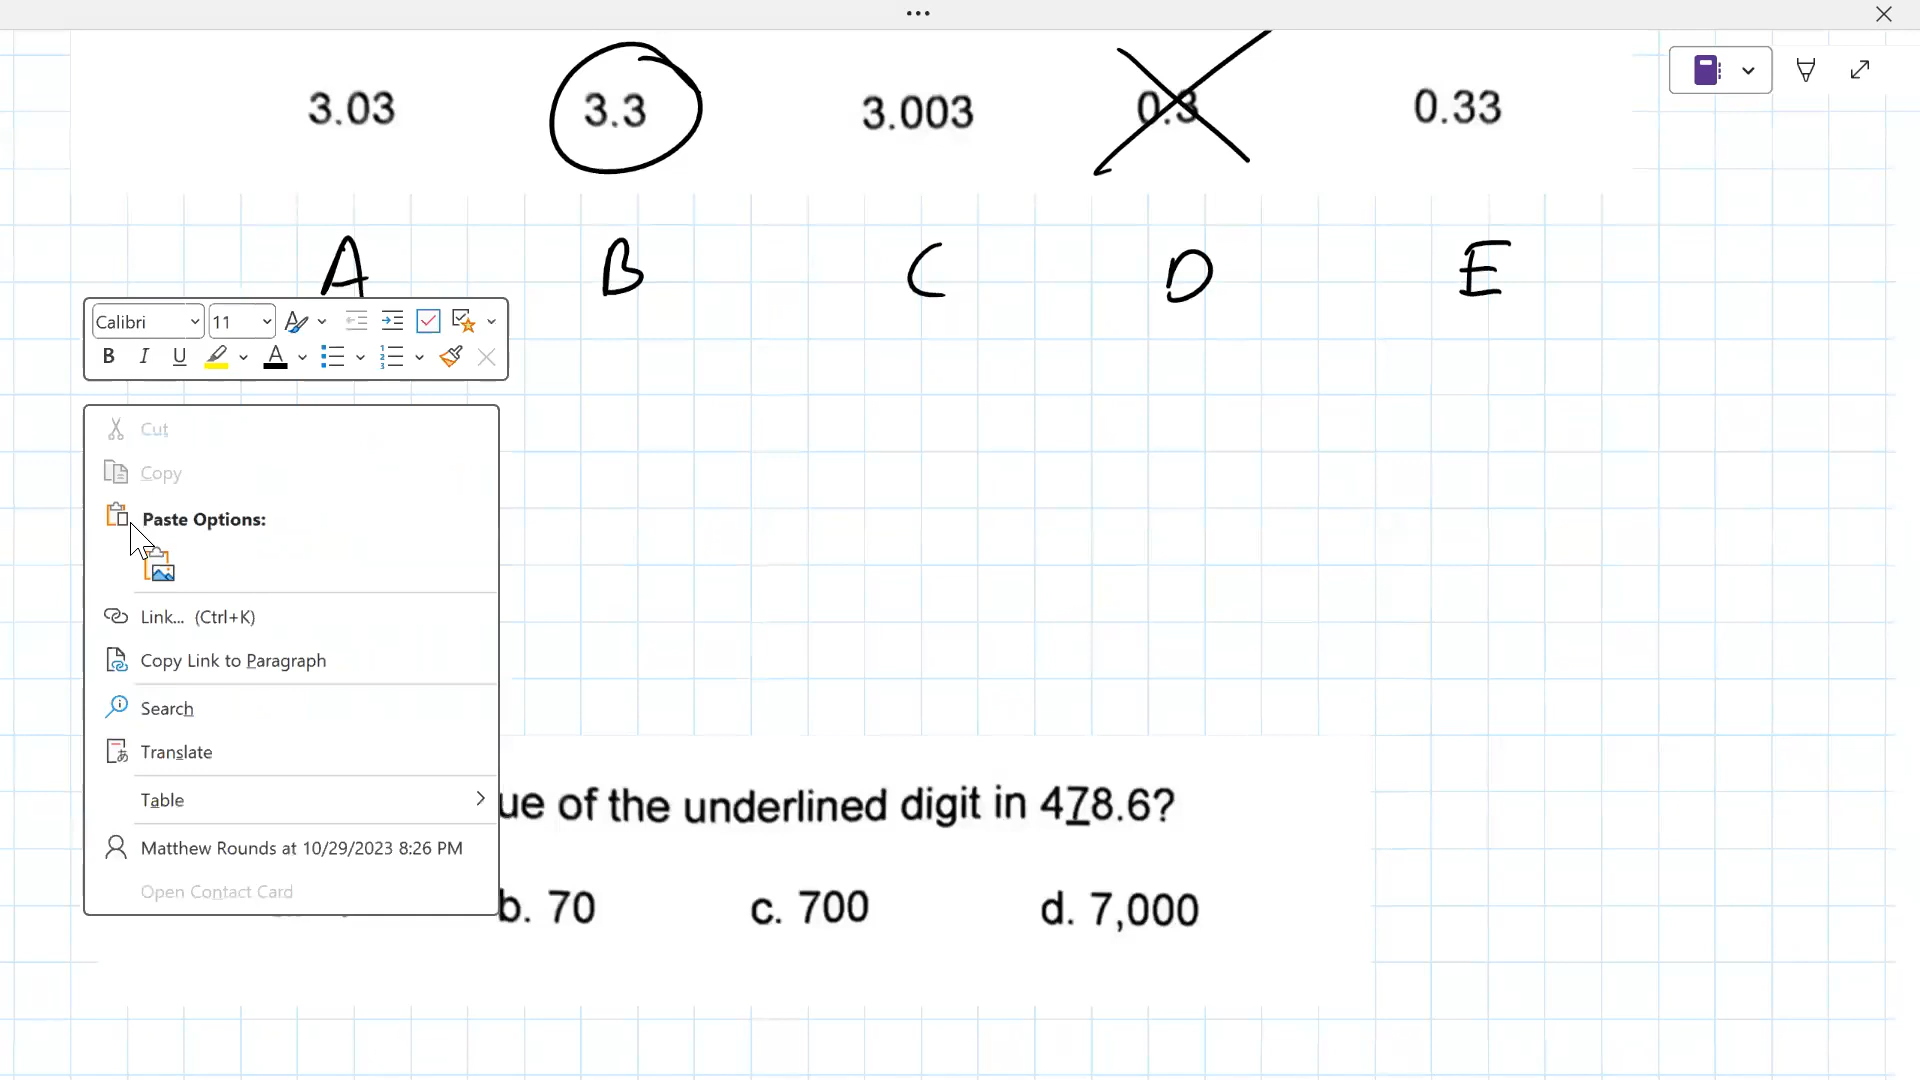 3.03 3.3 3.003 0.3 0.33
A B C D E
Calibri 11
B I U A
Cut
Copy
Paste Options:
Link... (Ctrl+K)
Copy Link to Paragraph
Search
Translate
Table
ue of the underlined digit in 478.6?
Matthew Rounds at 10/29/2023 8:26 PM
Open Contact Card
b. 70 c. 700 d. 7,000